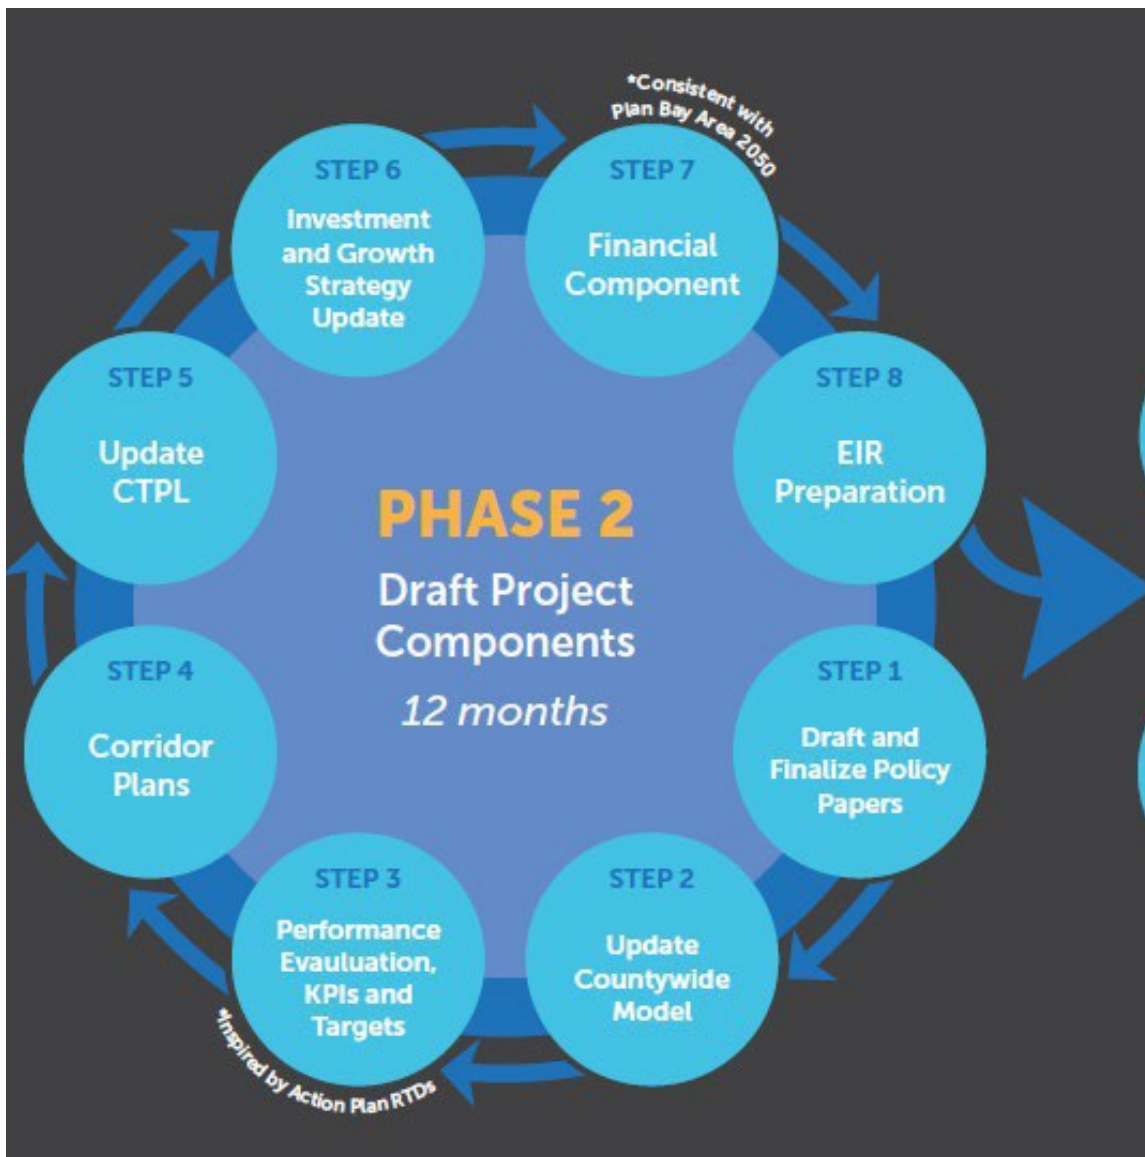 *Consistent with
Plan Bay Area 2050
STEP 6
Investment
and Growth
Strategy
Update
STEP 7
Financial
Component
STEP 5
Update
CTPL
STEP 8
EIR
Preparation
PHASE 2
Draft Project
Components
12 months
STEP 4
Corridor
Plans
STEP 1
Draft and
Finalize Policy
Papers
STEP 3
Performance
Evauluation,
KPIs and
Targets
STEP 2
Update
Countywide
Model
*Inspired by Action Plan RTDs